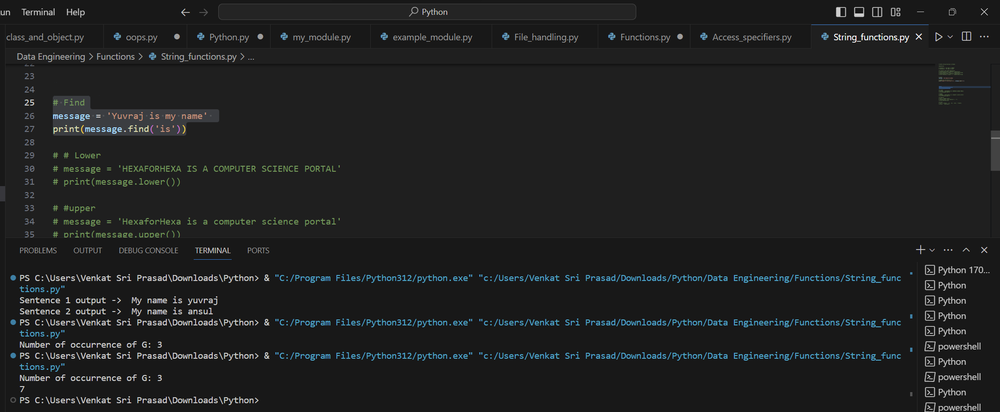 un Terminal Help Python
class_and_object.py oops.py Python.py my_module.py example_module.py File_handling.py Functions.py Access_specifiers.py String_functions.py
Data Engineering > Functions > String_functions.py > ...
22
23
24
25 # Find
26 message = 'Yuvraj is my name'
27 print(message.find('is'))
28
29 # # Lower
30 # message = 'HEXAFORHEXA IS A COMPUTER SCIENCE PORTAL'
31 # print(message.lower())
32
33 # #upper
34 # message = 'HexaforHexa is a computer science portal'
35 # print(message.upper())
PROBLEMS OUTPUT DEBUG CONSOLE TERMINAL PORTS
PS C:\Users\Venkat Sri Prasad\Downloads\Python> & "C:/Program Files/Python312/python.exe" "c:/Users/Venkat Sri Prasad/Downloads/Python/Data Engineering/Functions/String_func
tions.py"
Sentence 1 output ->  My name is yuvraj
Sentence 2 output ->  My name is ansul
PS C:\Users\Venkat Sri Prasad\Downloads\Python> & "C:/Program Files/Python312/python.exe" "c:/Users/Venkat Sri Prasad/Downloads/Python/Data Engineering/Functions/String_func
tions.py"
Number of occurrence of G: 3
PS C:\Users\Venkat Sri Prasad\Downloads\Python> & "C:/Program Files/Python312/python.exe" "c:/Users/Venkat Sri Prasad/Downloads/Python/Data Engineering/Functions/String_func
tions.py"
Number of occurrence of G: 3
7
PS C:\Users\Venkat Sri Prasad\Downloads\Python>
Python 170...
Python
Python
Python
Python
powershell
Python
powershell
Python
powershell